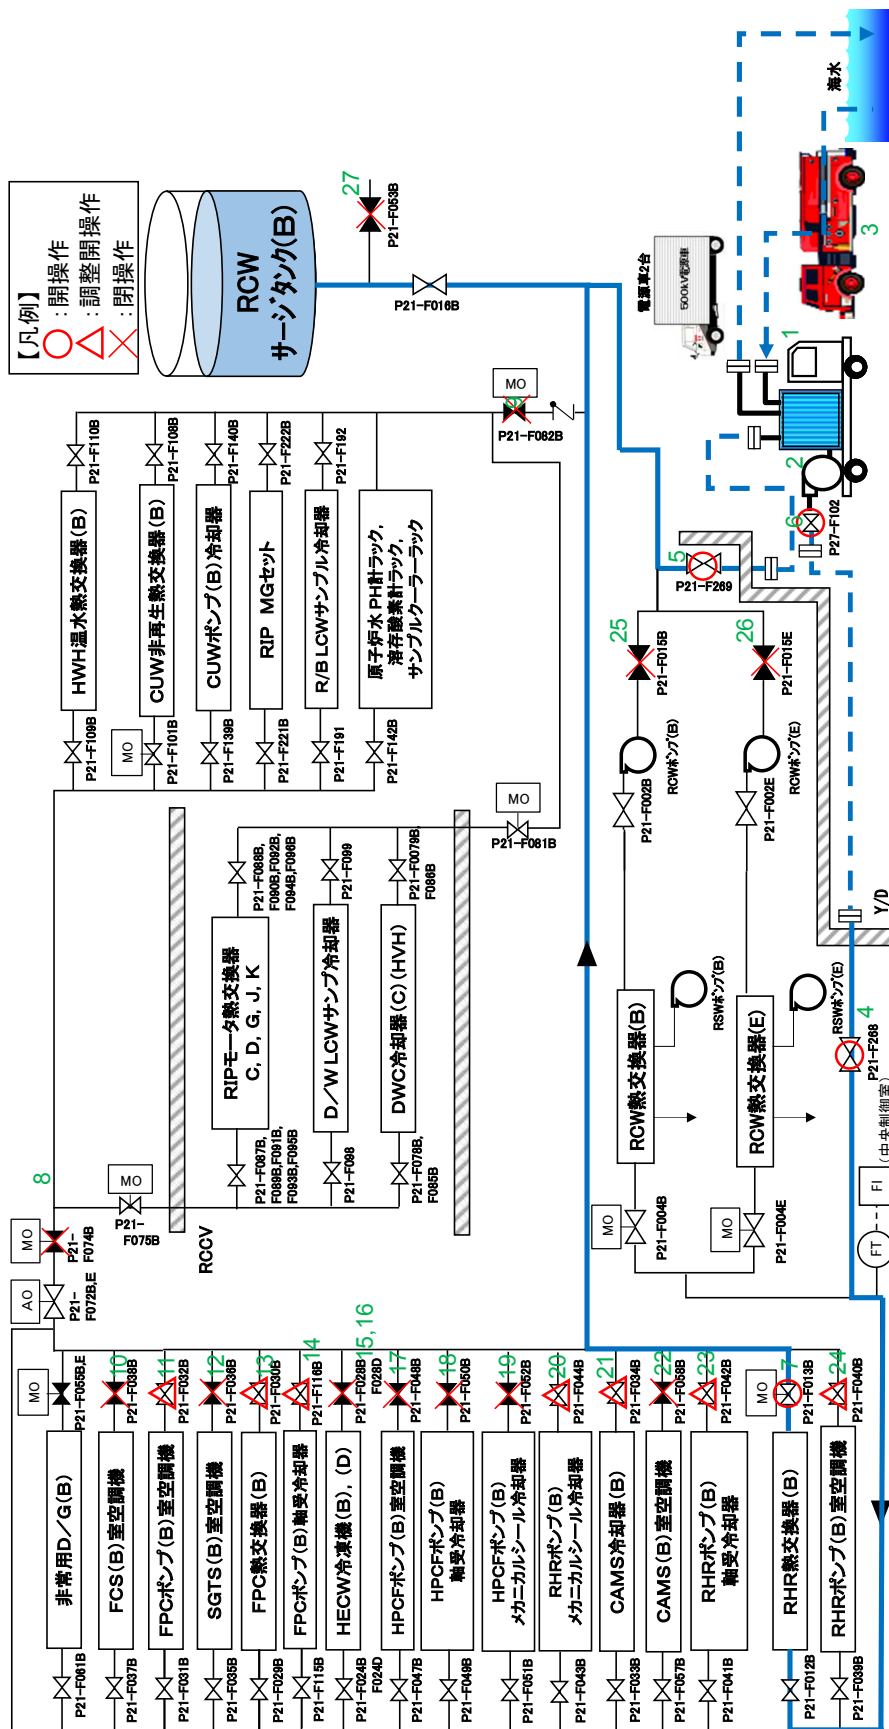 【凡例】
○:開操作
△:調整開操作
×:閉操作
RCW
サージタンク(B)
27
P21-F053B
P21-F016B
海水
3
電源車2台
500kV電源車
1
2
6
P27-F102
5
P21-F269
MO
9
P21-F082B
HWH温水熱交換器(B)
P21-F110B
P21-F109B
CUW非再生熱交換器(B)
P21-F108B
MO
P21-F101B
CUWポンプ(B)冷却器
P21-F140B
P21-F139B
RIP MGセット
P21-F222B
P21-F221B
R/B LCWサンプル冷却器
P21-F192
P21-F191
原子炉水PH計ラック,
溶存酸素計ラック,
サンプルクーララック
P21-F142B
25
P21-F015B
26
P21-F015E
RCWポンプ(B)
P21-F002B
RCWポンプ(E)
P21-F002E
MO
P21-F081B
RIPモータ熱交換器
C, D, G, J, K
P21-F088B,
F090B,F092B,
F094B,F096B
P21-F087B,
F089B,F091B,
F093B,F095B
D/W LCWサンプ冷却器
P21-F099
P21-F098
DWC冷却器(C)(HVH)
P21-F0079B,
F086B
P21-F078B,
F085B
RCCV
Y/D
RCW熱交換器(B)
RSWポンプ(B)
RCW熱交換器(E)
RSWポンプ(E)
4
P21-F268
(中央制御室)
FI
FT
MO
P21-F004B
MO
P21-F004E
8
MO
P21-
F075B
MO
P21-
F074B
AO
P21-
F072B,E
MO
P21-F055B,E
非常用D/G(B)
P21-F061B
10
P21-F038B
FCS(B)室空調機
P21-F037B
11
P21-F032B
FPCポンプ(B)室空調機
P21-F031B
12
P21-F036B
SGTS(B)室空調機
P21-F035B
13
P21-F030B
FPC熱交換器(B)
P21-F029B
14
P21-F116B
FPCポンプ(B)軸受冷却器
P21-F115B
15,16
P21-F028B
F028D
HECW冷凍機(B), (D)
P21-F024B
F024D
17
P21-F048B
HPCFポンプ(B)室空調機
P21-F047B
18
P21-F050B
HPCFポンプ(B)
軸受冷却器
P21-F049B
19
P21-F052B
HPCFポンプ(B)
メカニカルシール冷却器
P21-F051B
20
P21-F044B
RHRポンプ(B)
メカニカルシール冷却器
P21-F043B
21
P21-F034B
CAMS冷却器(B)
P21-F033B
22
P21-F058B
CAMS(B)室空調機
P21-F057B
23
P21-F042B
RHRポンプ(B)
軸受冷却器
P21-F041B
MO
7
P21-F013B
RHR熱交換器(B)
P21-F012B
24
P21-F040B
RHRポンプ(B)室空調機
P21-F039B